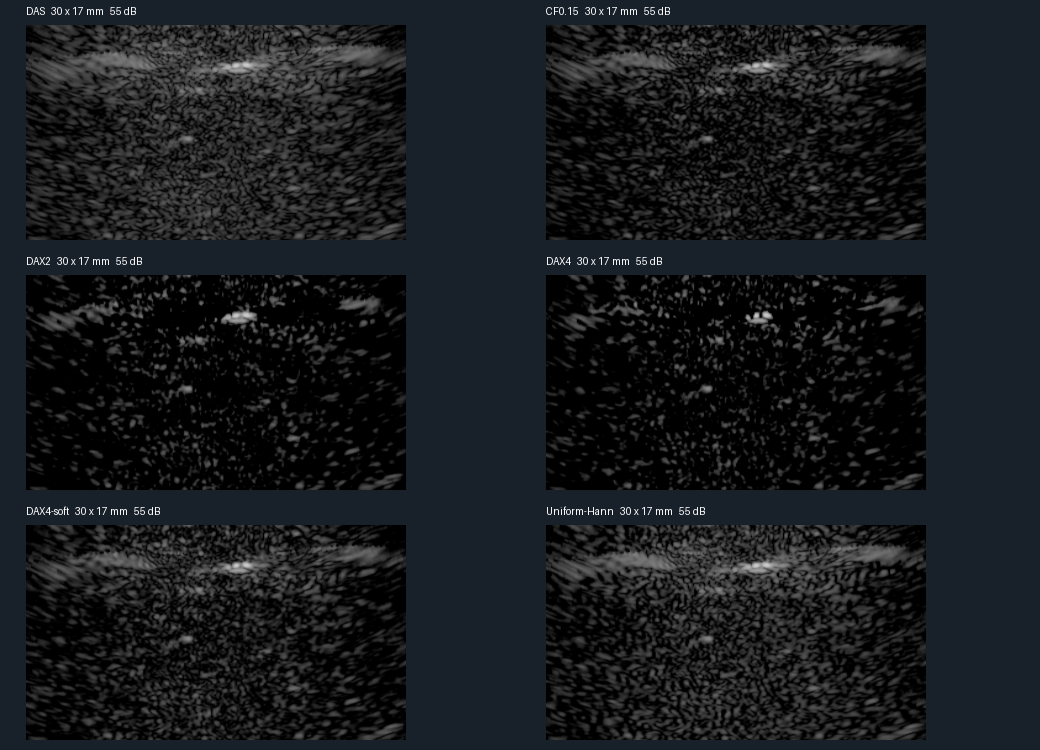 DAS 30 x 17 mm 55 dB
CF0.15 30 x 17 mm 55 dB
DAX2 30 x 17 mm 55 dB
DAX4 30 x 17 mm 55 dB
DAX4-soft 30 x 17 mm 55 dB
Uniform-Hann 30 x 17 mm 55 dB